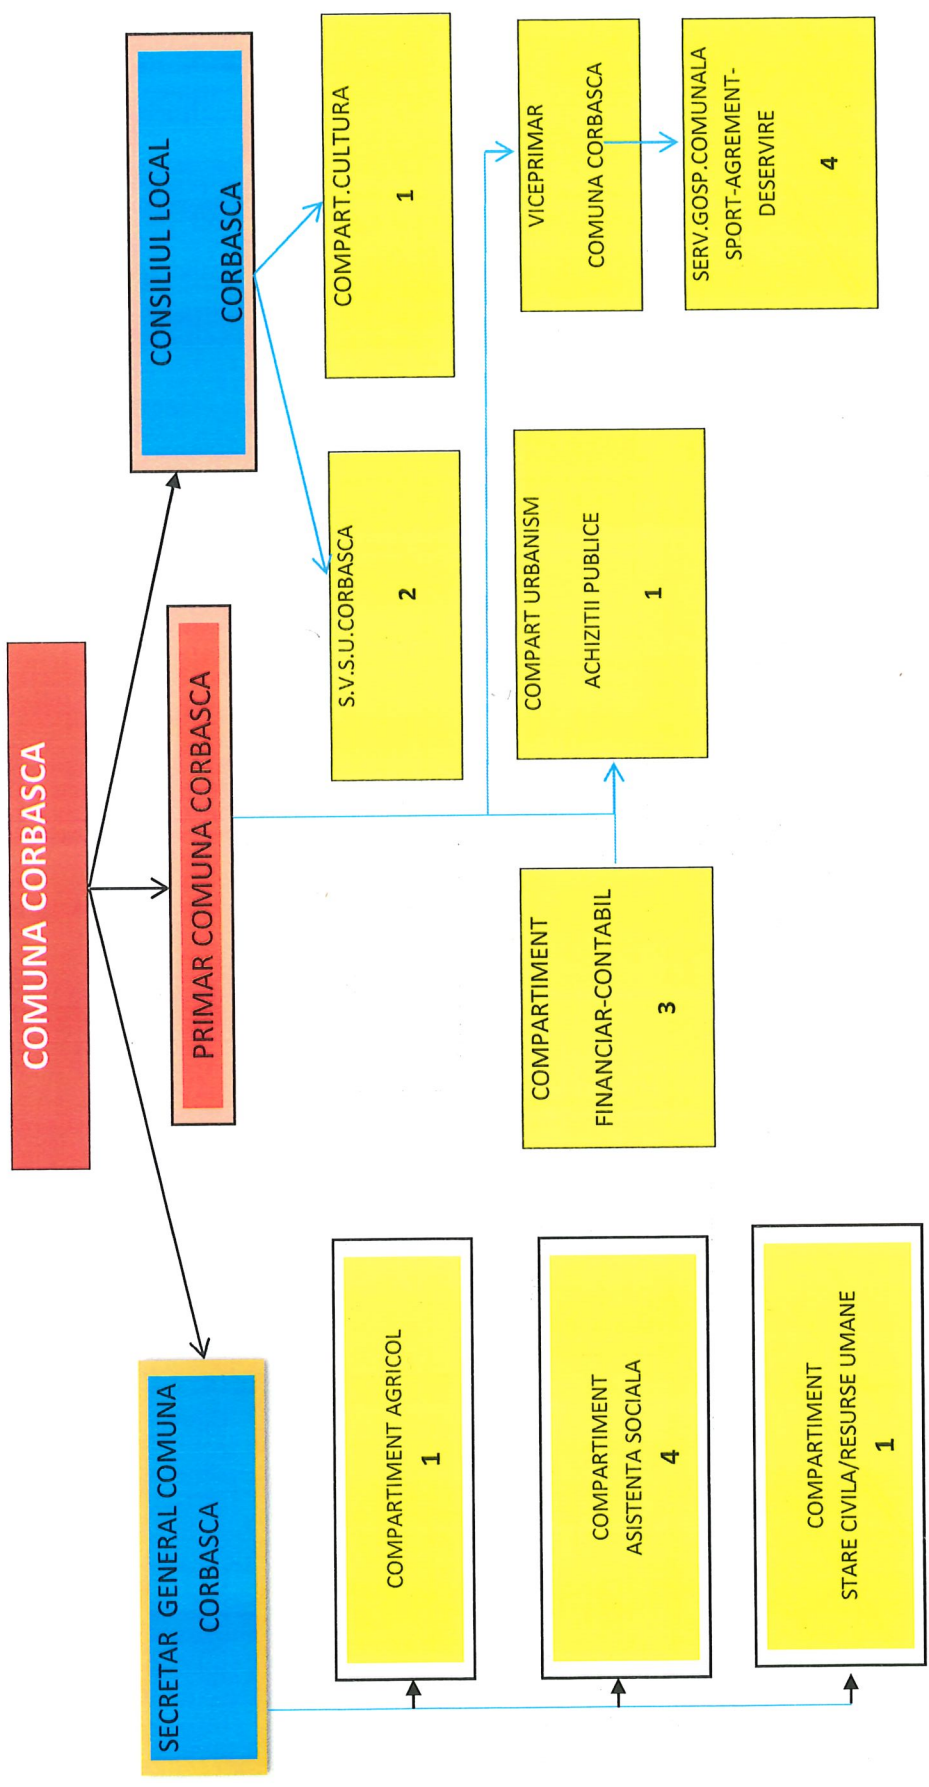 COMUNA CORBASCA
SECRETAR GENERAL COMUNA
CORBASCA
PRIMAR COMUNA CORBASCA
CONSILIUL LOCAL
CORBASCA
COMPARTIMENT AGRICOL
1
S.V.S.U.CORBASCA
2
COMPART.CULTURA
1
COMPARTIMENT
ASISTENTA SOCIALA
4
COMPARTIMENT
FINANCIAR-CONTABIL
3
COMPART URBANISM
ACHIZITII PUBLICE
1
VICEPRIMAR
COMUNA CORBASCA
SERV.GOSP.COMUNALA
SPORT-AGREMENT-
DESERVIRE
4
COMPARTIMENT
STARE CIVILA/RESURSE UMANE
1